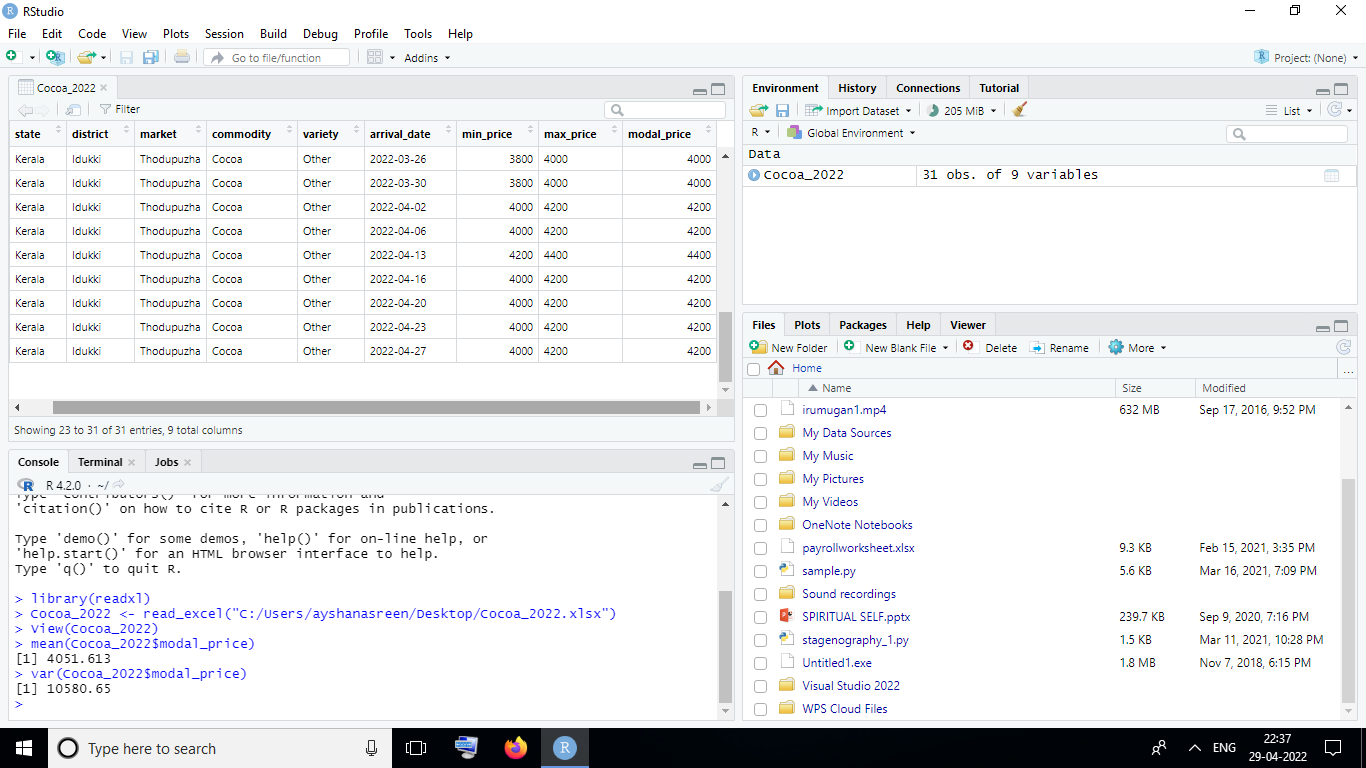 RStudio
File Edit Code View Plots Session Build Debug Profile Tools Help
Go to file/function Addins Project: (None)
Cocoa_2022
Filter
state district market commodity variety arrival_date min_price max_price modal_price
Kerala Idukki Thodupuzha Cocoa Other 2022-03-26 3800 4000 4000
Kerala Idukki Thodupuzha Cocoa Other 2022-03-30 3800 4000 4000
Kerala Idukki Thodupuzha Cocoa Other 2022-04-02 4000 4200 4200
Kerala Idukki Thodupuzha Cocoa Other 2022-04-06 4000 4200 4200
Kerala Idukki Thodupuzha Cocoa Other 2022-04-13 4200 4400 4400
Kerala Idukki Thodupuzha Cocoa Other 2022-04-16 4000 4200 4200
Kerala Idukki Thodupuzha Cocoa Other 2022-04-20 4000 4200 4200
Kerala Idukki Thodupuzha Cocoa Other 2022-04-23 4000 4200 4200
Kerala Idukki Thodupuzha Cocoa Other 2022-04-27 4000 4200 4200
Showing 23 to 31 of 31 entries, 9 total columns
Console Terminal Jobs
R 4.2.0 · ~/
Type 'contributors()' for more information and
'citation()' on how to cite R or R packages in publications.
Type 'demo()' for some demos, 'help()' for on-line help, or
'help.start()' for an HTML browser interface to help.
Type 'q()' to quit R.
> library(readxl)
> Cocoa_2022 <- read_excel("C:/Users/ayshanasreen/Desktop/Cocoa_2022.xlsx")
> View(Cocoa_2022)
> mean(Cocoa_2022$modal_price)
[1] 4051.613
> var(Cocoa_2022$modal_price)
[1] 10580.65
>
Environment History Connections Tutorial
Import Dataset 205 MiB List
R Global Environment
Data
Cocoa_2022 31 obs. of 9 variables
Files Plots Packages Help Viewer
New Folder New Blank File Delete Rename More
Home ...
Name Size Modified
irumugan1.mp4 632 MB Sep 17, 2016, 9:52 PM
My Data Sources
My Music
My Pictures
My Videos
OneNote Notebooks
payrollworksheet.xlsx 9.3 KB Feb 15, 2021, 3:35 PM
sample.py 5.6 KB Mar 16, 2021, 7:09 PM
Sound recordings
SPIRITUAL SELF.pptx 239.7 KB Sep 9, 2020, 7:16 PM
stagenography_1.py 1.5 KB Mar 11, 2021, 10:28 PM
Untitled1.exe 1.8 MB Nov 7, 2018, 6:15 PM
Visual Studio 2022
WPS Cloud Files
Type here to search R ENG 22:37
29-04-2022